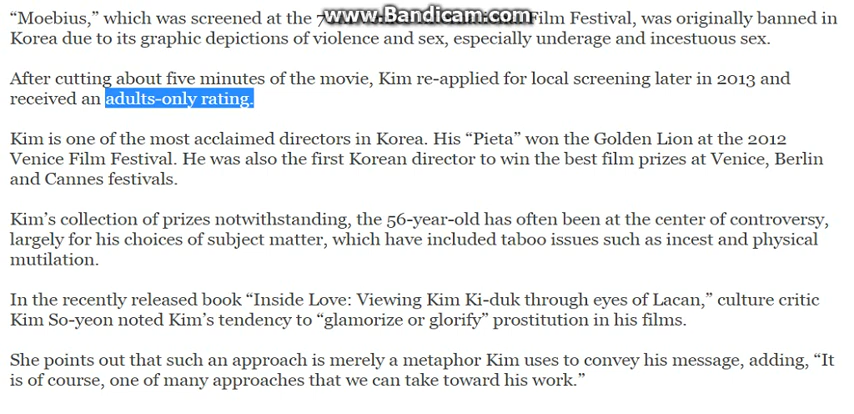 “Moebius,” which was screened at the www.Bandicam.com Film Festival, was originally banned in
Korea due to its graphic depictions of violence and sex, especially underage and incestuous sex.
After cutting about five minutes of the movie, Kim re-applied for local screening later in 2013 and
received an adults-only rating.
Kim is one of the most acclaimed directors in Korea. His “Pieta” won the Golden Lion at the 2012
Venice Film Festival. He was also the first Korean director to win the best film prizes at Venice, Berlin
and Cannes festivals.
Kim’s collection of prizes notwithstanding, the 56-year-old has often been at the center of controversy,
largely for his choices of subject matter, which have included taboo issues such as incest and physical
mutilation.
In the recently released book “Inside Love: Viewing Kim Ki-duk through eyes of Lacan,” culture critic
Kim So-yeon noted Kim’s tendency to “glamorize or glorify” prostitution in his films.
She points out that such an approach is merely a metaphor Kim uses to convey his message, adding, “It
is of course, one of many approaches that we can take toward his work.”